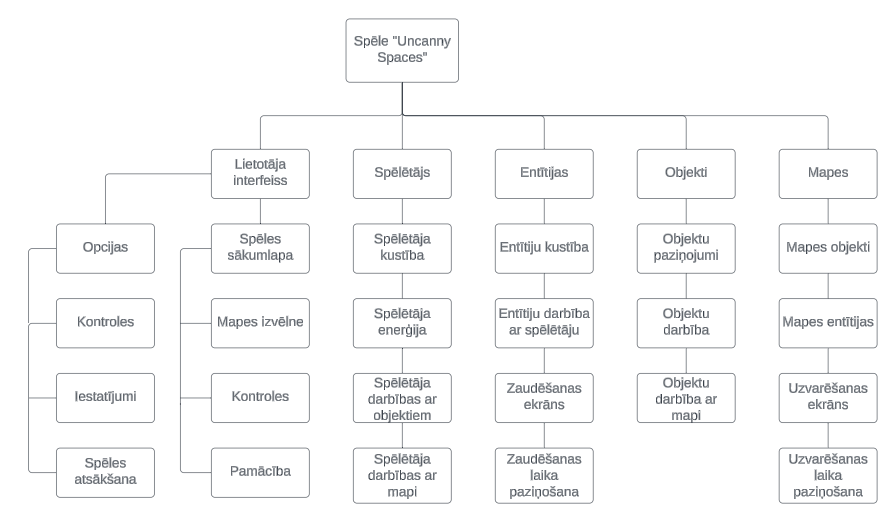 Spēle "Uncanny
Spaces"
Lietotāja
interfeiss
Spēlētājs
Entītijas
Objekti
Mapes
Opcijas
Spēles
sākumlapa
Spēlētāja
kustība
Entītiju kustība
Objektu
paziņojumi
Mapes objekti
Kontroles
Mapes izvēlne
Spēlētāja
enerģija
Entītiju darbība
ar spēlētāju
Objektu
darbība
Mapes entītijas
Iestatījumi
Kontroles
Spēlētāja
darbības ar
objektiem
Zaudēšanas
ekrāns
Objektu
darbība ar
mapi
Uzvarēšanas
ekrāns
Spēles
atsākšana
Pamācība
Spēlētāja
darbības ar
mapi
Zaudēšanas
laika
paziņošana
Uzvarēšanas
laika
paziņošana